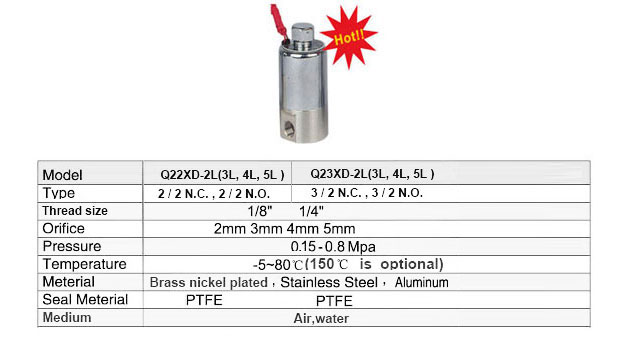 Hot!!
Model Q22XD-2L(3L, 4L, 5L ) Q23XD-2L(3L, 4L, 5L )
Type 2 / 2 N.C. , 2 / 2 N.O. 3 / 2 N.C. , 3 / 2 N.O.
Thread size 1/8" 1/4"
Orifice 2mm 3mm 4mm 5mm
Pressure 0.15 - 0.8 Mpa
Temperature -5~80℃(150℃ is optional)
Meterial Brass nickel plated , Stainless Steel , Aluminum
Seal Material PTFE PTFE
Medium Air,water